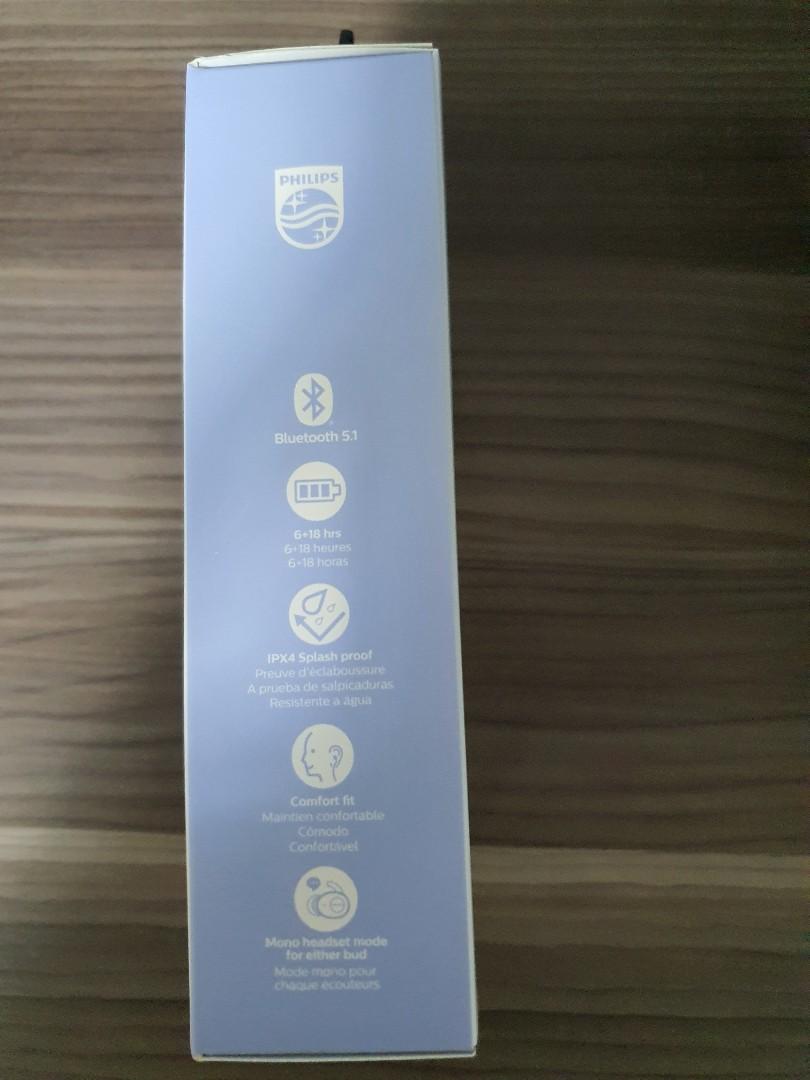 PHILIPS
Bluetooth 5.1
6+18 hrs
6+18 heures
6+18 horas
IPX4 Splash proof
Preuve d'éclaboussure
A prueba de salpicaduras
Resistente a água
Comfort fit
Maintien confortable
Cómodo
Confortável
Mono headset mode
for either bud
Mode mono pour
chaque écouteurs